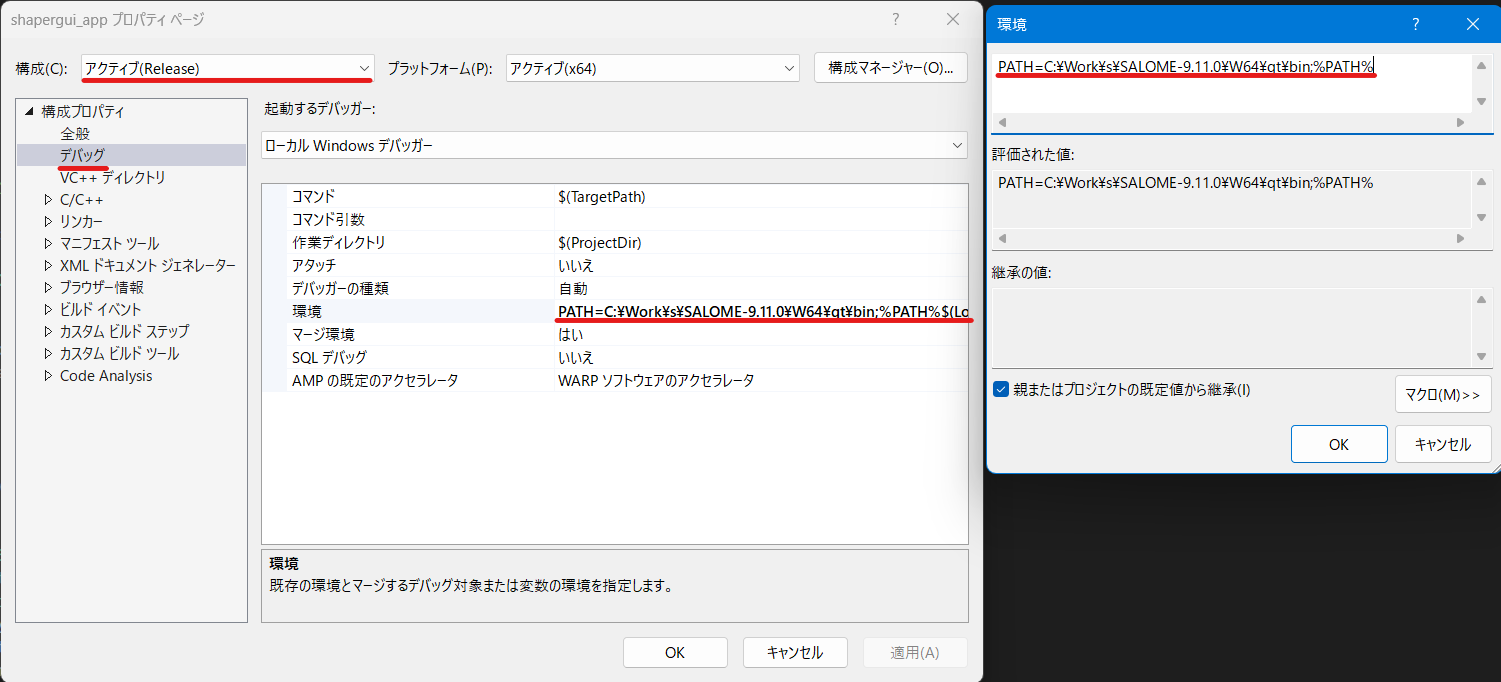 shapergui_app プロパティ ページ
構成(C):
アクティブ(Release)
プラットフォーム(P):
アクティブ(x64)
構成マネージャー(O)...
構成プロパティ
全般
デバッグ
VC++ ディレクトリ
C/C++
リンカー
マニフェスト ツール
XML ドキュメント ジェネレーター
ブラウザー情報
ビルド イベント
カスタム ビルド ステップ
カスタム ビルド ツール
Code Analysis
起動するデバッガー:
ローカル Windows デバッガー
コマンド $(TargetPath)
コマンド引数
作業ディレクトリ $(ProjectDir)
アタッチ いいえ
デバッガーの種類 自動
環境 PATH=C:¥Work¥s¥SALOME-9.11.0¥W64¥qt¥bin;%PATH%$(Lo
マージ環境 はい
SQL デバッグ いいえ
AMP の既定のアクセラレータ WARP ソフトウェアのアクセラレータ
環境
既存の環境とマージするデバッグ対象または変数の環境を指定します。
OK
キャンセル
適用(A)
環境
PATH=C:¥Work¥s¥SALOME-9.11.0¥W64¥qt¥bin;%PATH%
評価された値:
PATH=C:¥Work¥s¥SALOME-9.11.0¥W64¥qt¥bin;%PATH%
継承の値:
親またはプロジェクトの既定値から継承(I)
マクロ(M)>>
OK
キャンセル